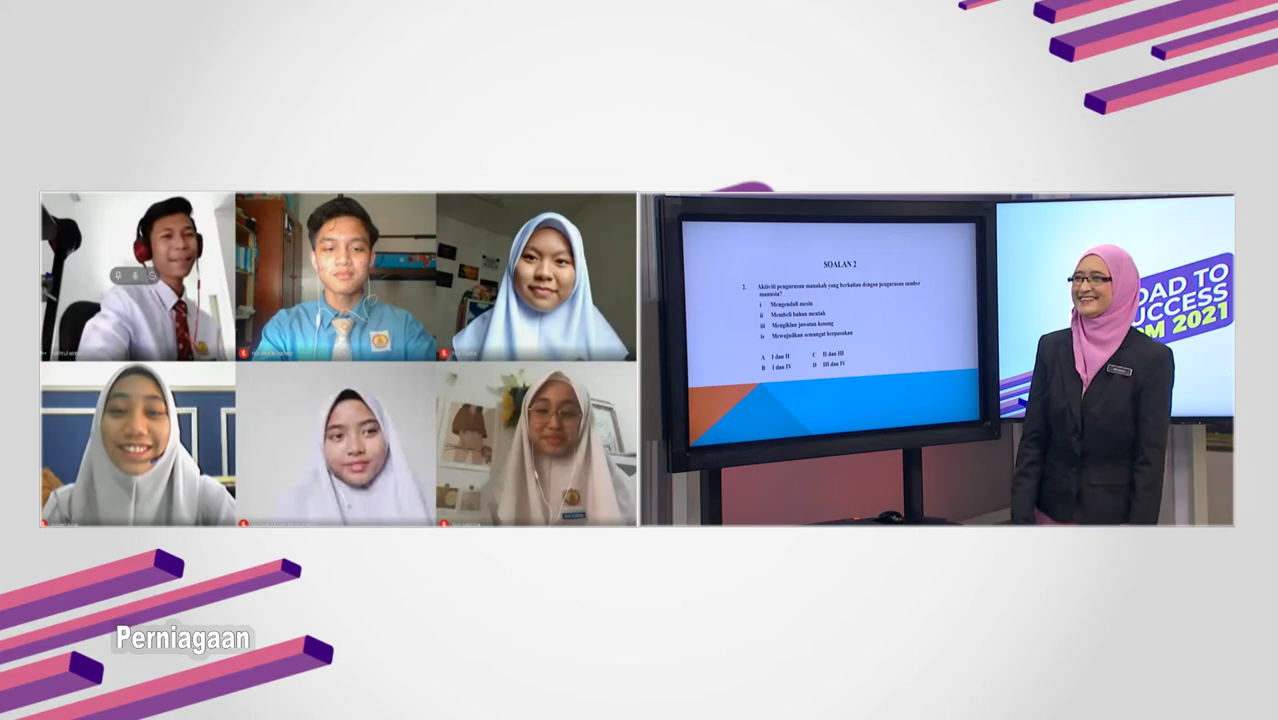 SOALAN 2
2. Aktiviti pengurusan manakah yang berkaitan dengan pengurusan sumber
manusia?
i Mengendali mesin
ii Membeli bahan mentah
iii Mengiklan jawatan kosong
iv Mewujudkan semangat berpasukan
A I dan II C II dan III
B I dan IV D III dan IV
OAD TO
UCCESS
M 2021
Perniagaan